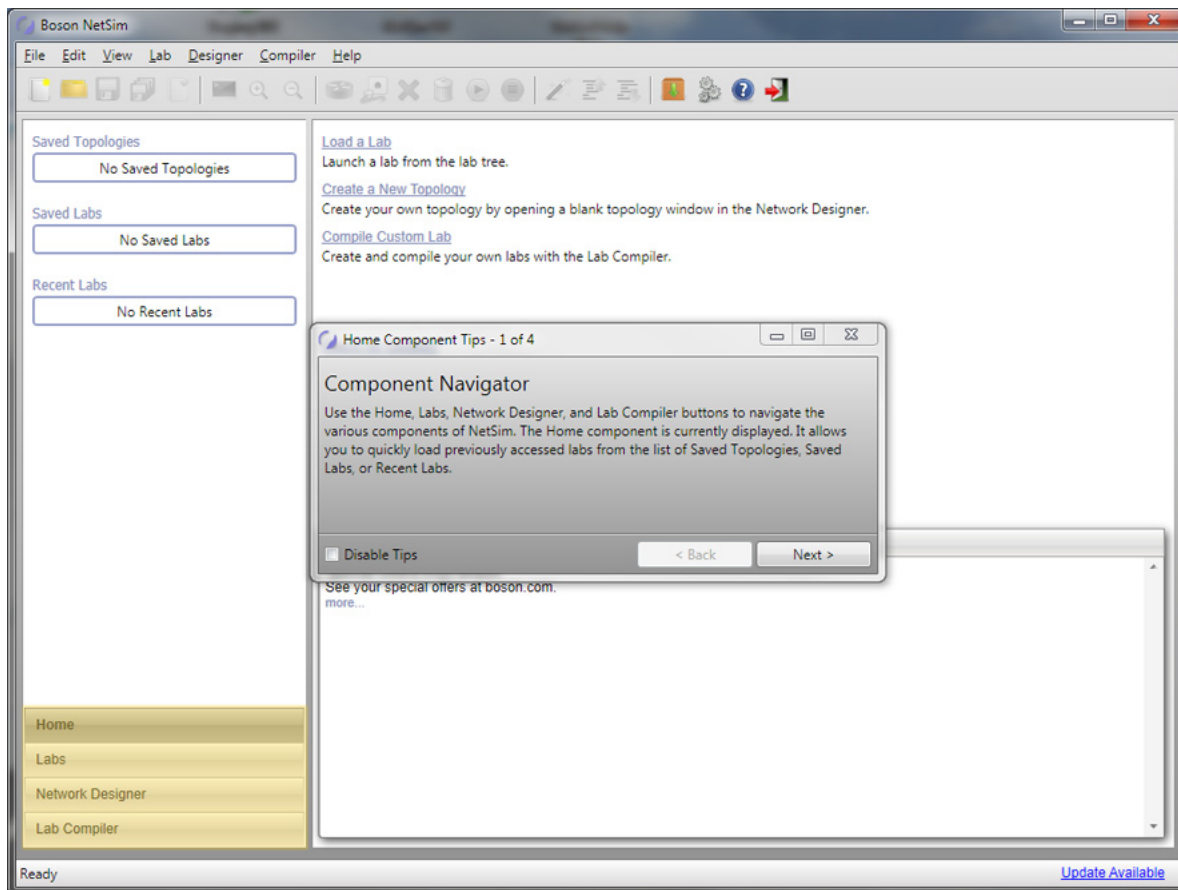 Boson NetSim
File Edit View Lab Designer Compiler Help
Saved Topologies
No Saved Topologies
Saved Labs
No Saved Labs
Recent Labs
No Recent Labs
Load a Lab
Launch a lab from the lab tree.
Create a New Topology
Create your own topology by opening a blank topology window in the Network Designer.
Compile Custom Lab
Create and compile your own labs with the Lab Compiler.
Home Component Tips - 1 of 4
Component Navigator
Use the Home, Labs, Network Designer, and Lab Compiler buttons to navigate the
various components of NetSim. The Home component is currently displayed. It allows
you to quickly load previously accessed labs from the list of Saved Topologies, Saved
Labs, or Recent Labs.
Disable Tips
< Back
Next >
See your special offers at boson.com.
more...
Home
Labs
Network Designer
Lab Compiler
Ready
Update Available